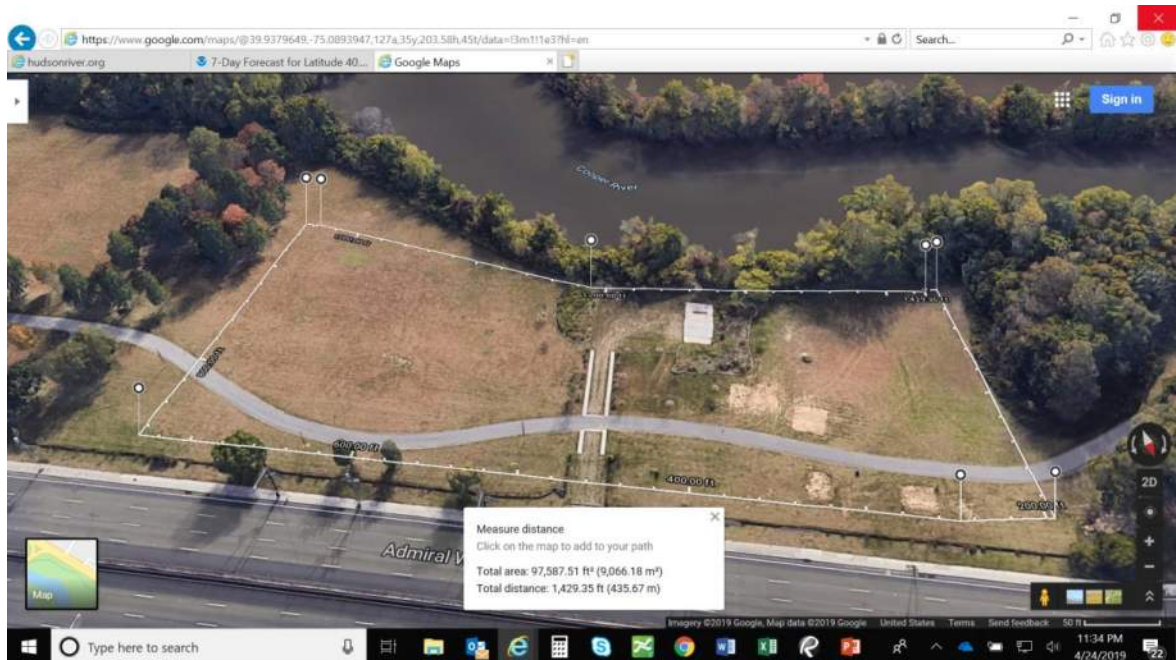 https://www.google.com/maps/@39.9379649,-75.0893947,127a,35y,203.58h,45t/data=!3m1!1e3?hl=en
Search...
hudsonriver.org
7-Day Forecast for Latitude 40...
Google Maps
Sign in
Cooper River
600.00 ft
400.00 ft
200.00 ft
2D
Admiral W
Measure distance
Click on the map to add to your path
Total area: 97,587.51 ft² (9,066.18 m²)
Total distance: 1,429.35 ft (435.67 m)
Map
Imagery ©2019 Google, Map data ©2019 Google United States Terms Send feedback 50 ft
Type here to search
11:34 PM
4/24/2019
22